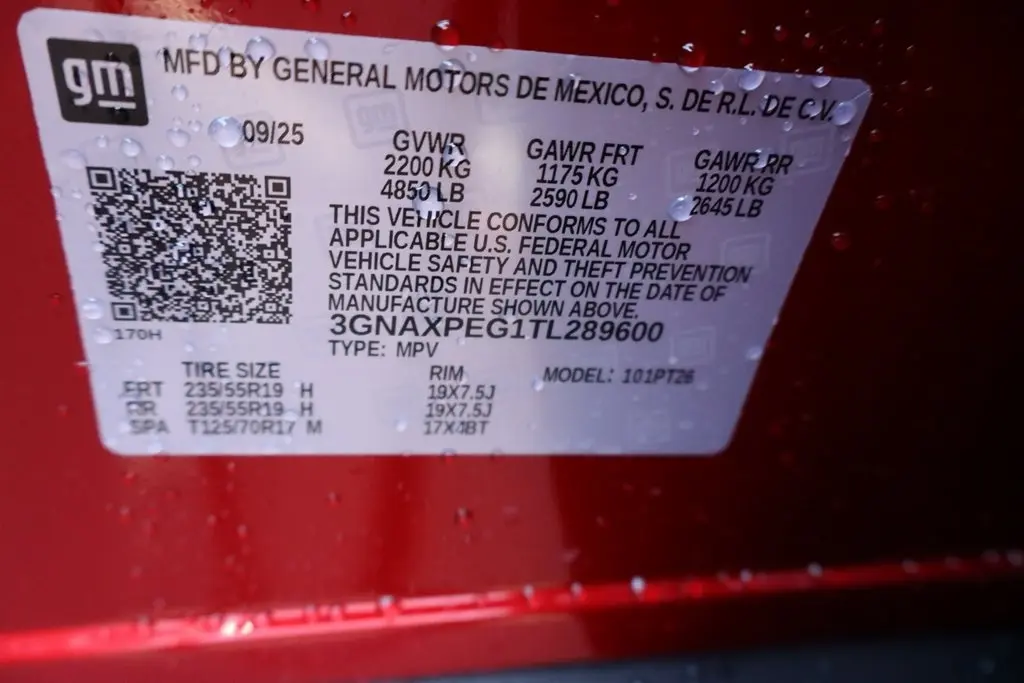 gm
MFD BY GENERAL MOTORS DE MEXICO, S. DE R.L. DE C.V.
09/25
GVWR GAWR FRT GAWR RR
2200 KG 1175 KG 1200 KG
4850 LB 2590 LB 2645 LB
THIS VEHICLE CONFORMS TO ALL
APPLICABLE U.S. FEDERAL MOTOR
VEHICLE SAFETY AND THEFT PREVENTION
STANDARDS IN EFFECT ON THE DATE OF
MANUFACTURE SHOWN ABOVE.
170H
3GNAXPEG1TL289600
TYPE: MPV
TIRE SIZE RIM MODEL: 101PT26
FRT 235/55R19 H 19X7.5J
RR 235/55R19 H 19X7.5J
SPA T125/70R17 M 17X4BT